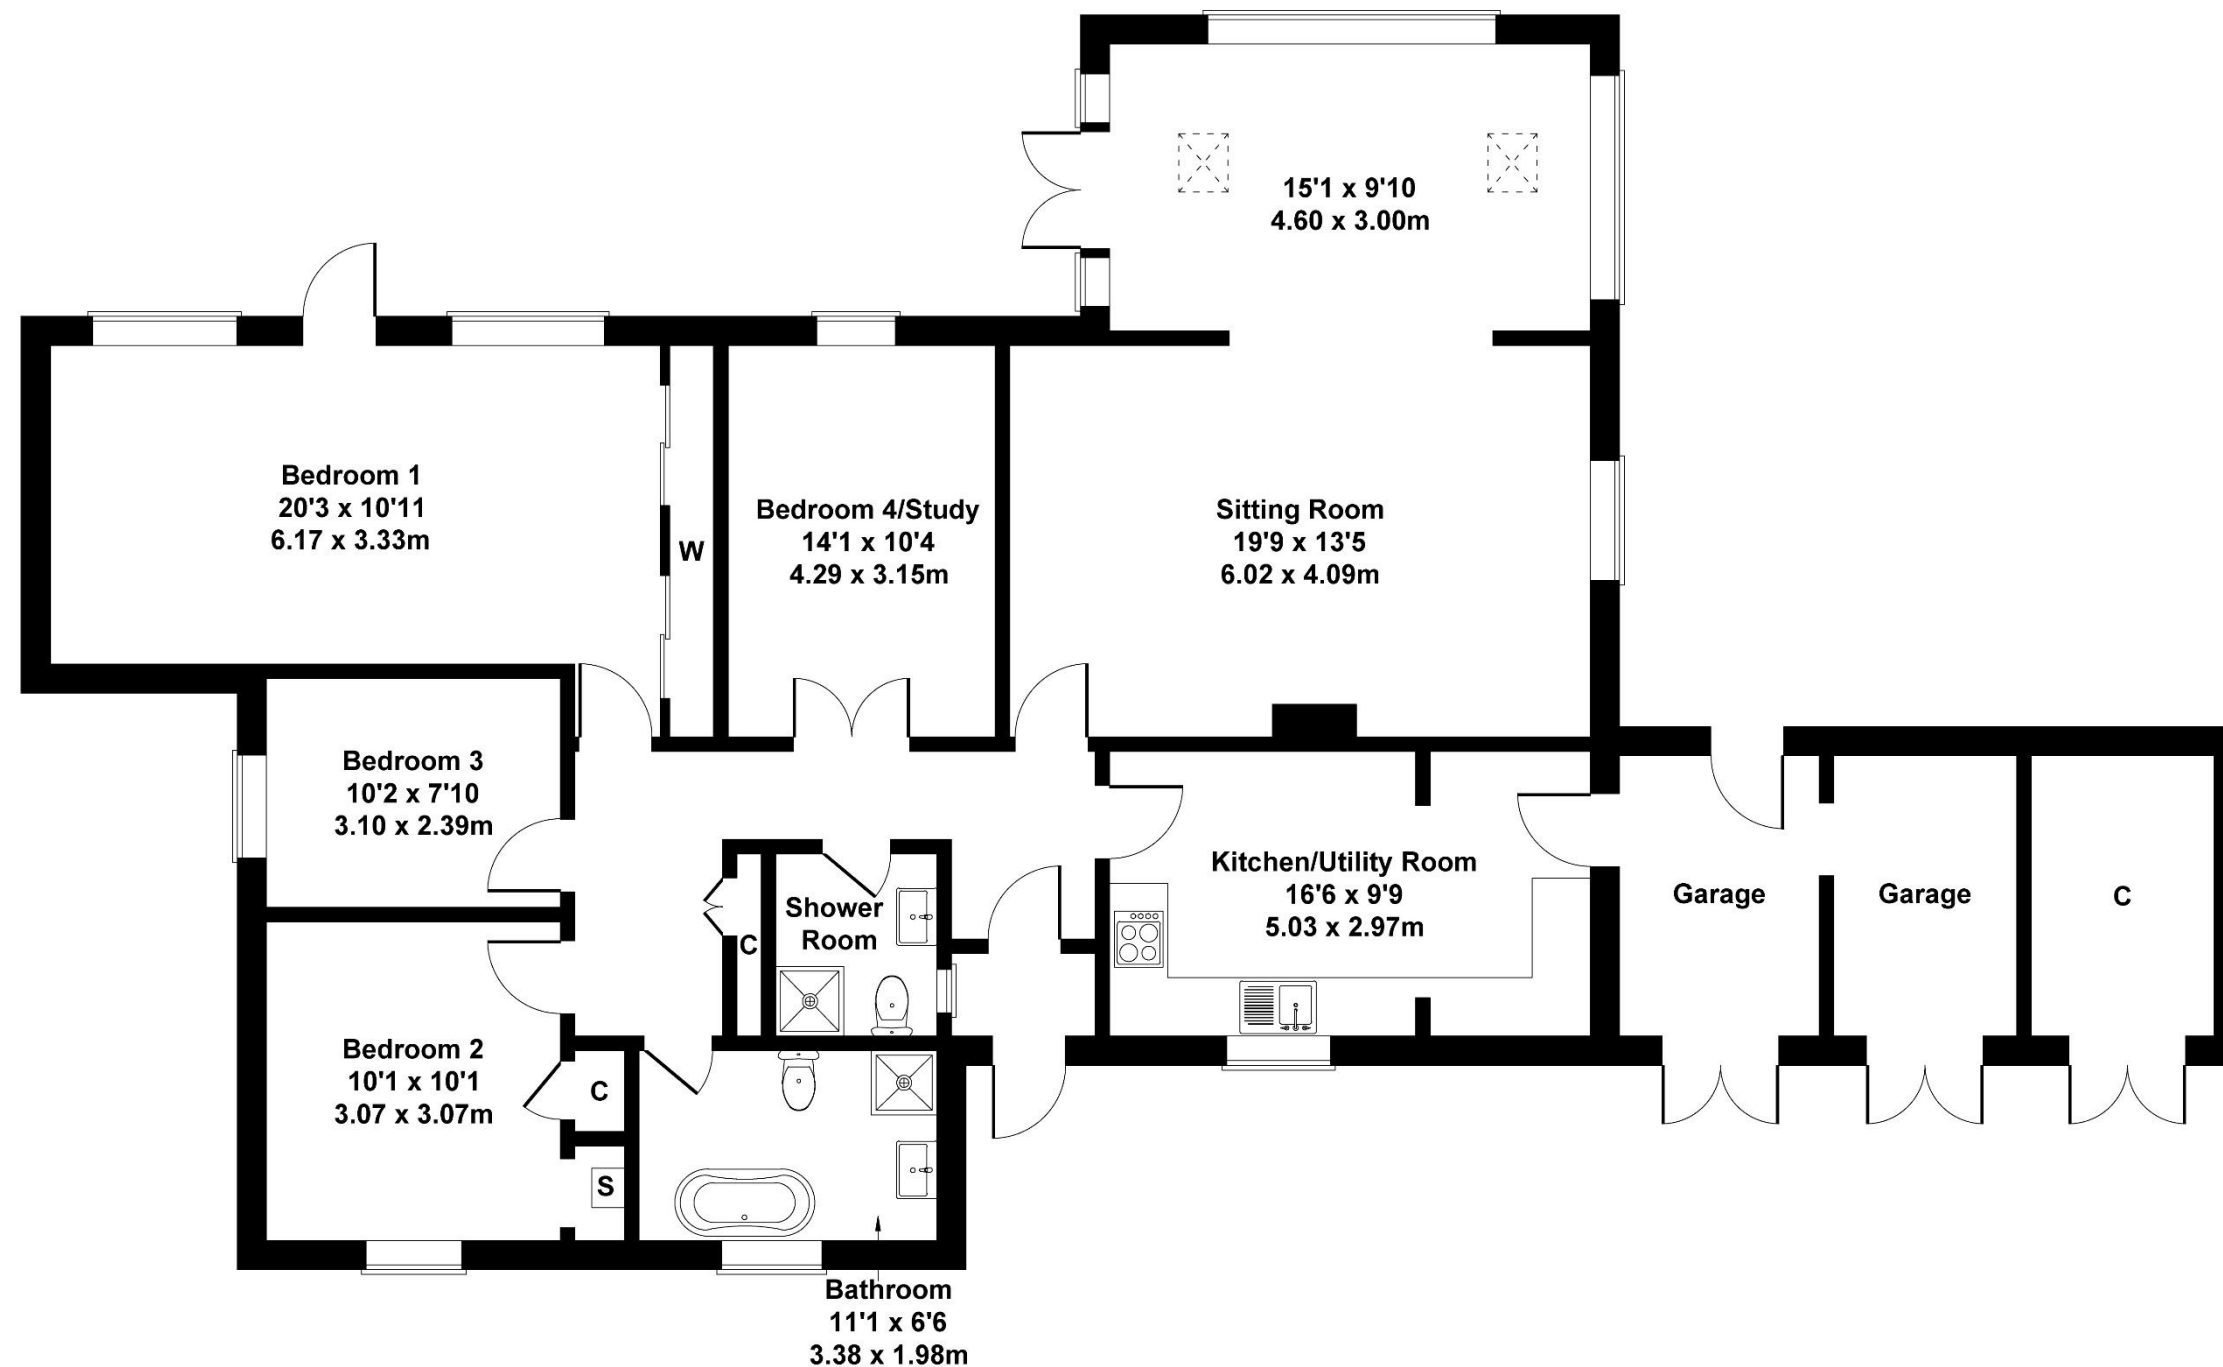 15'1 x 9'10
4.60 x 3.00m
Bedroom 1
20'3 x 10'11
6.17 x 3.33m
W
Bedroom 4/Study
14'1 x 10'4
4.29 x 3.15m
Sitting Room
19'9 x 13'5
6.02 x 4.09m
Bedroom 3
10'2 x 7'10
3.10 x 2.39m
Shower
Room
C
Kitchen/Utility Room
16'6 x 9'9
5.03 x 2.97m
Garage
Garage
C
Bedroom 2
10'1 x 10'1
3.07 x 3.07m
C
S
Bathroom
11'1 x 6'6
3.38 x 1.98m